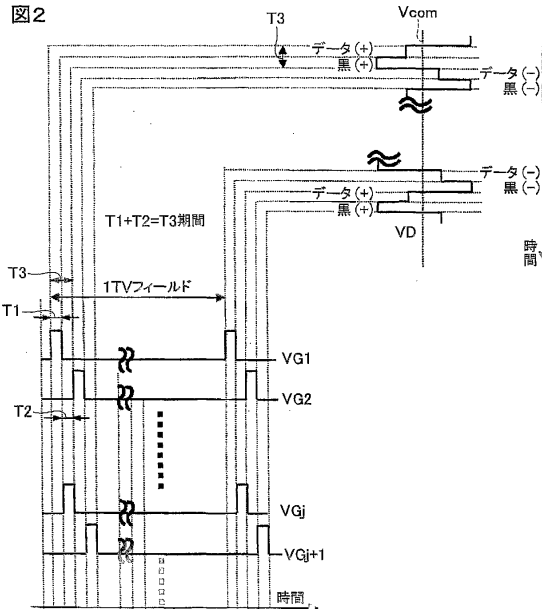 図2
T3
Vcom
データ(+)
黒(+)
データ(-)
黒(-)
データ(-)
黒(-)
データ(+)
黒(+)
VD
時間
T1+T2=T3期間
T3
1TVフィールド
T1
VG1
T2
VG2
VGj
VGj+1
時間